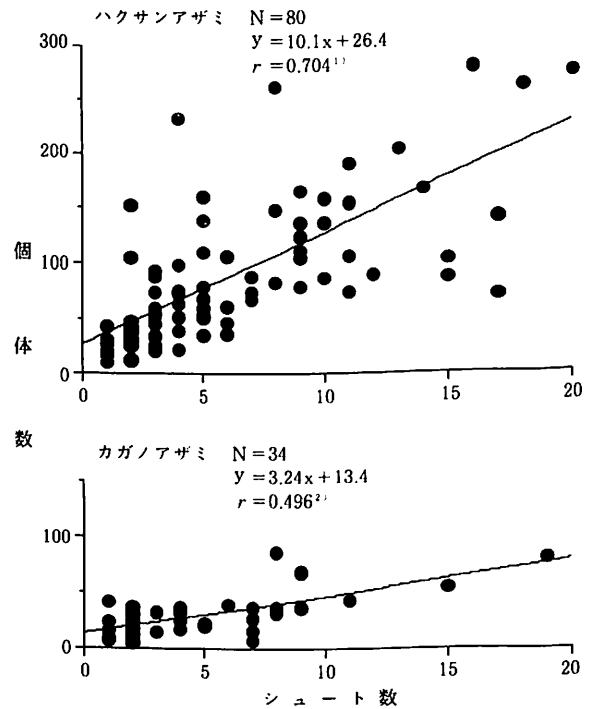 ハクサンアザミ N=80
y=10.1x+26.4
r=0.704¹⁾
300
200
100
0
0 5 10 15 20
個体数
カガノアザミ N=34
y=3.24x+13.4
r=0.496²⁾
100
0
0 5 10 15 20
シュート数